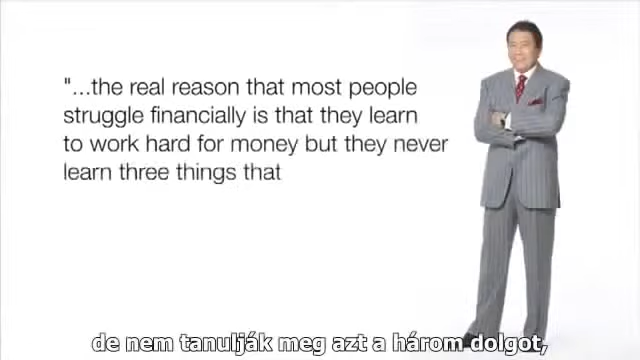 "...the real reason that most people
struggle financially is that they learn
to work hard for money but they never
learn three things that
de nem tanulják meg azt a három dolgot,